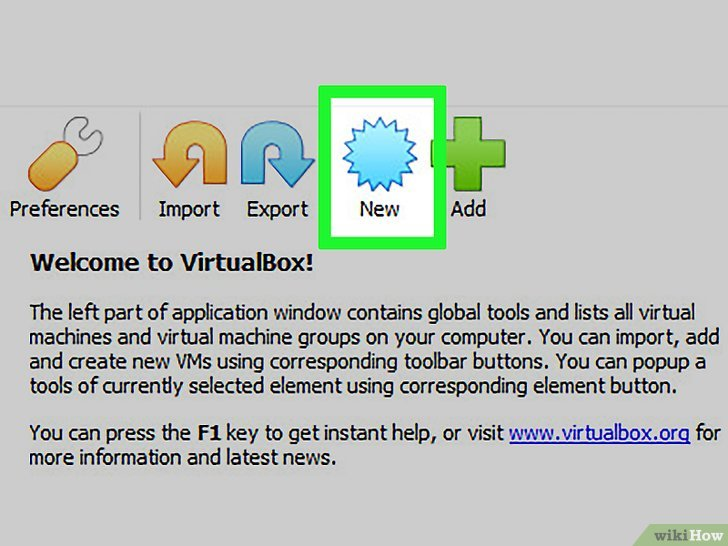 Preferences Import Export New Add
Welcome to VirtualBox!
The left part of application window contains global tools and lists all virtual
machines and virtual machine groups on your computer. You can import, add
and create new VMs using corresponding toolbar buttons. You can popup a
tools of currently selected element using corresponding element button.
You can press the F1 key to get instant help, or visit www.virtualbox.org for
more information and latest news.
wikiHow